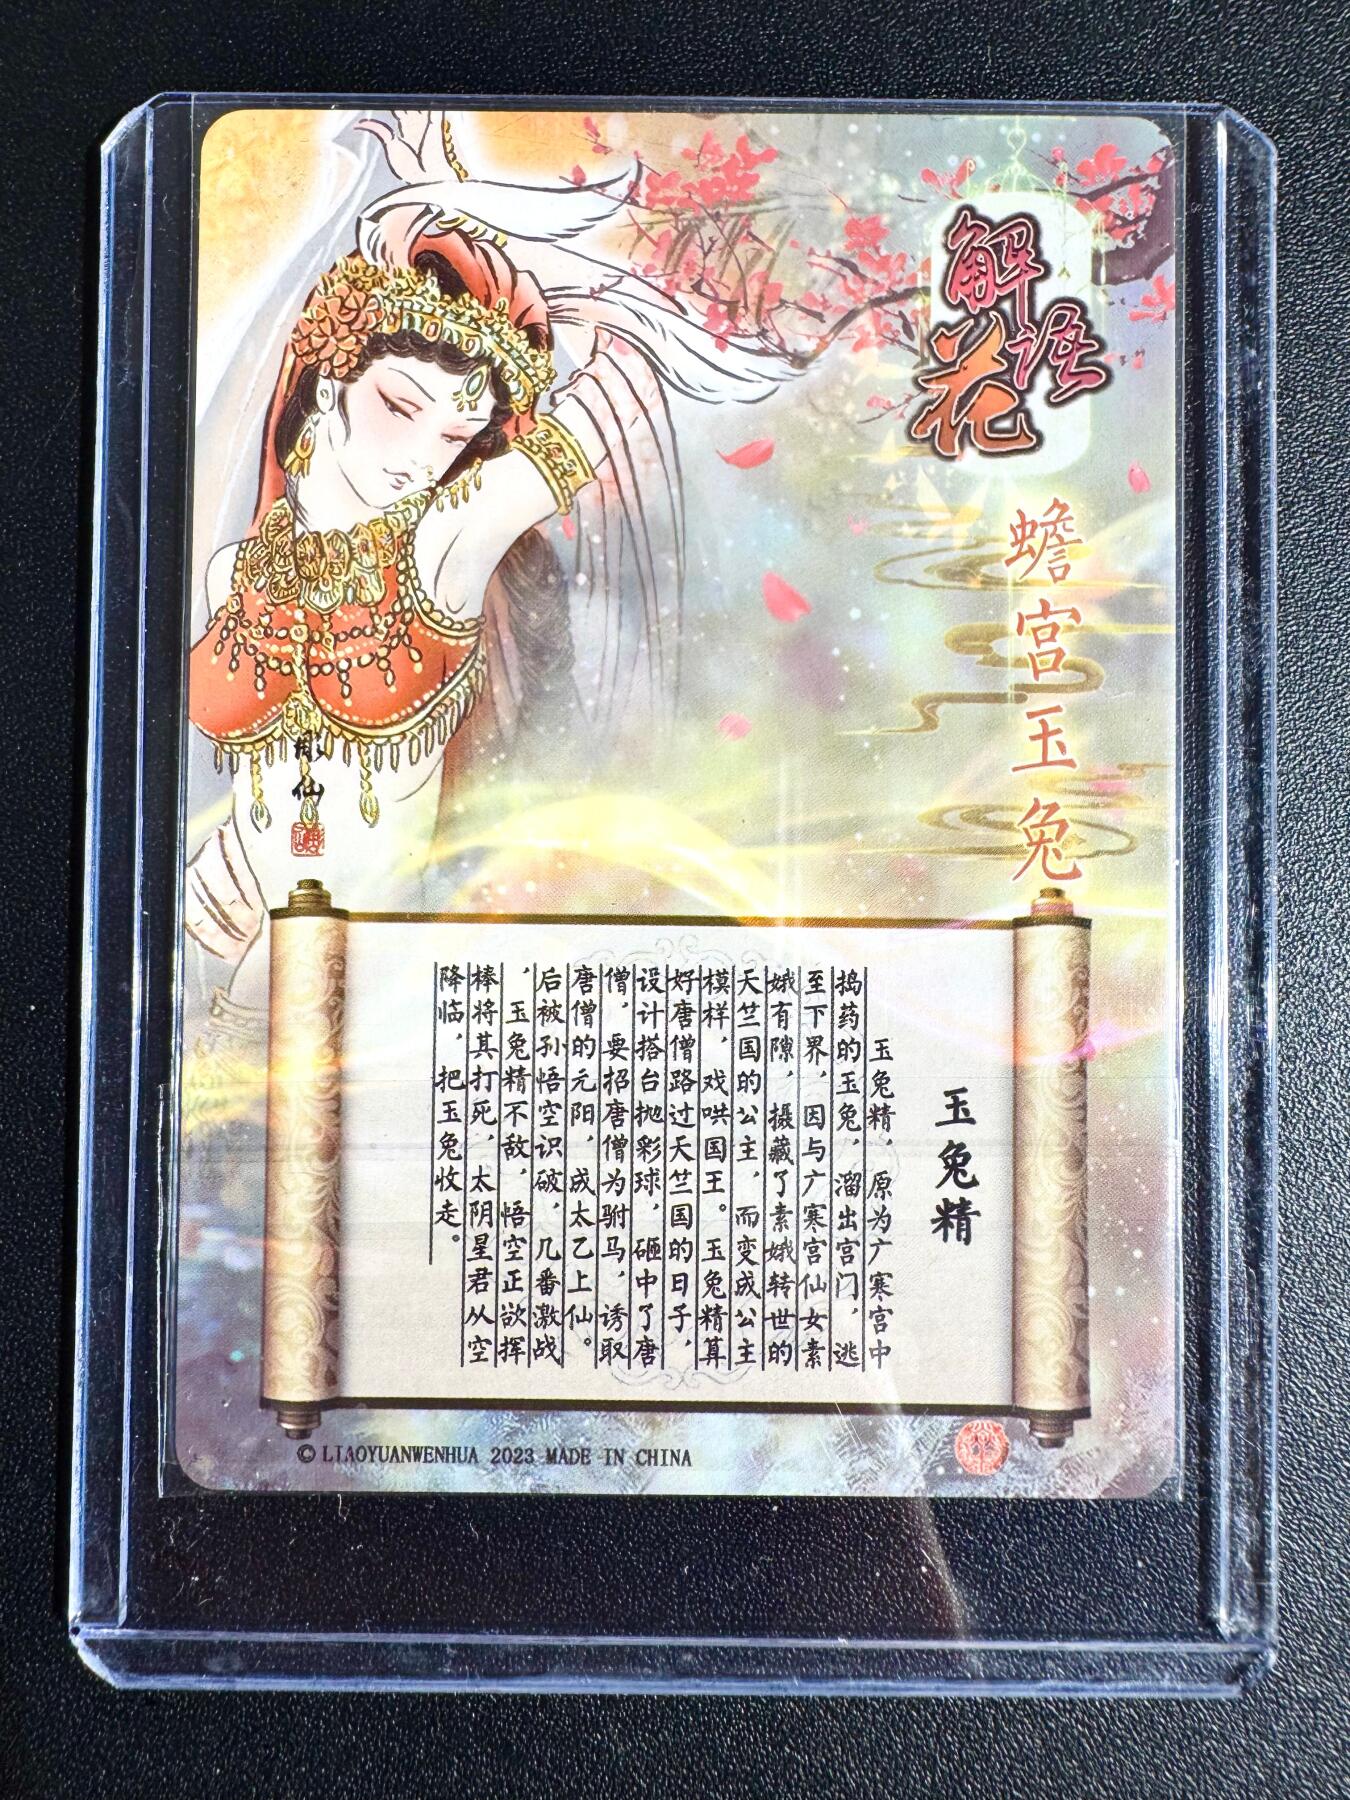 解语花
蟾宫玉兔
玉兔精
玉兔精，原为广寒宫中
捣药的玉兔，溜出宫门，逃
至下界，因与广寒宫仙女素
娥有隙，摄藏了素娥转世的
天竺国的公主，而变成公主
模样，戏哄国王。玉兔精算
好唐僧路过天竺国的日子，
设计搭台抛彩球，砸中了唐
僧，要招唐僧为驸马，诱取
唐僧的元阳，成太乙上仙。
后被孙悟空识破，几番激战
，玉兔精不敌，悟空正欲挥
棒将其打死，太阴星君从空
降临，把玉兔收走。
© LIAOYUANWENHUA 2023 MADE IN CHINA